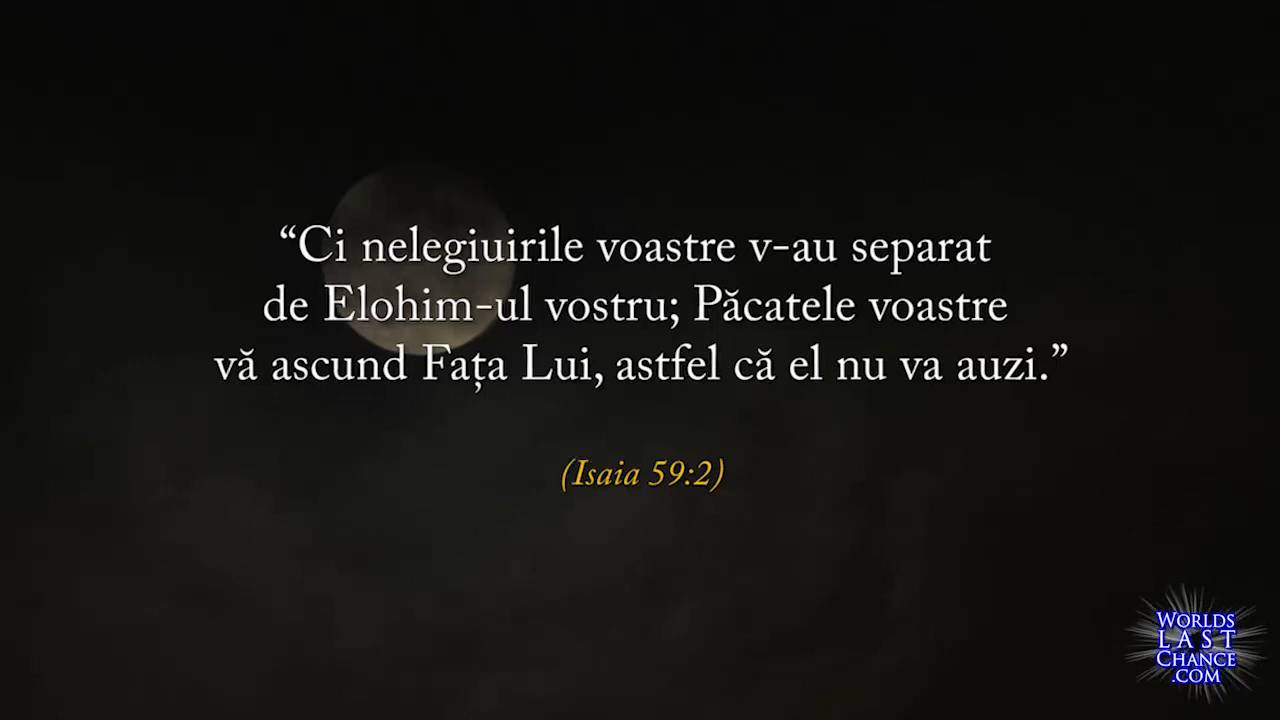 “Ci nelegiuirile voastre v-au separat
de Elohim-ul vostru; Păcatele voastre
vă ascund Fața Lui, astfel că el nu va auzi.”
(Isaia 59:2)
WORLDS
LAST
CHANCE
.COM